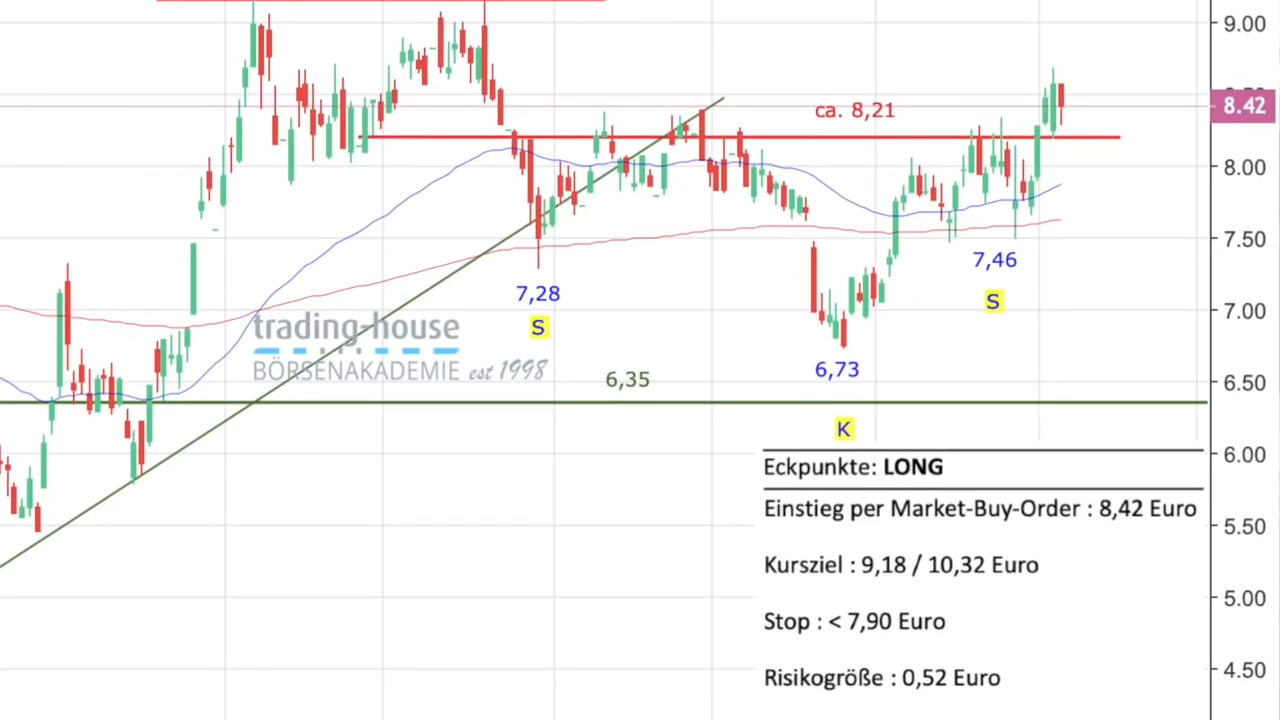 9.00
ca. 8,21
8.42
8.00
7.50
7,46
S
7,28
S
7.00
trading-house
BÖRSENAKADEMIE est 1998
6,73
6,35
6.50
K
6.00
Eckpunkte: LONG
Einstieg per Market-Buy-Order : 8,42 Euro
5.50
Kursziel : 9,18 / 10,32 Euro
5.00
Stop : < 7,90 Euro
4.50
Risikogröße : 0,52 Euro